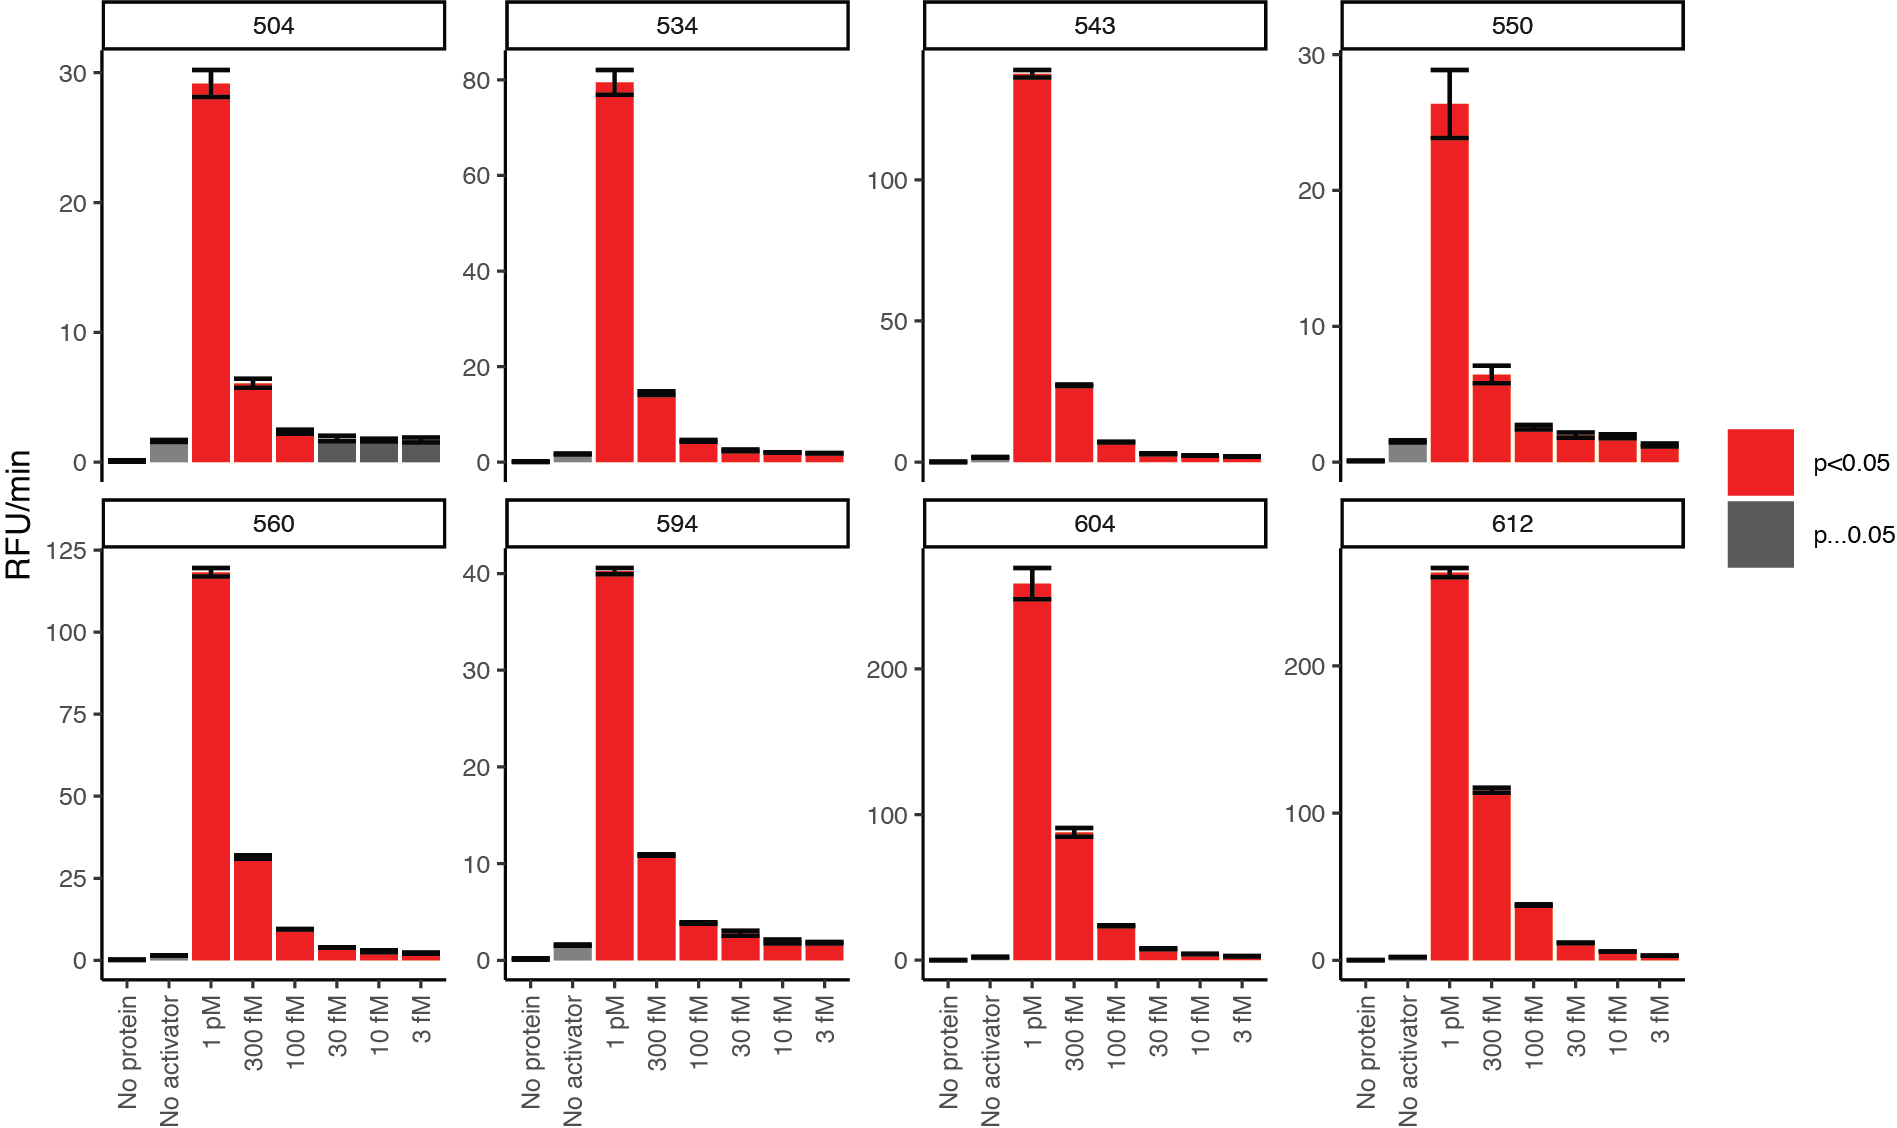 504
534
543
550
30
20
10
0
80
60
40
20
0
100
50
0
30
20
10
0
RFU/min
p<0.05
p...0.05
560
594
604
612
125
100
75
50
25
0
40
30
20
10
0
200
100
0
200
100
0
No protein
No activator
1 pM
300 fM
100 fM
30 fM
10 fM
3 fM
No protein
No activator
1 pM
300 fM
100 fM
30 fM
10 fM
3 fM
No protein
No activator
1 pM
300 fM
100 fM
30 fM
10 fM
3 fM
No protein
No activator
1 pM
300 fM
100 fM
30 fM
10 fM
3 fM